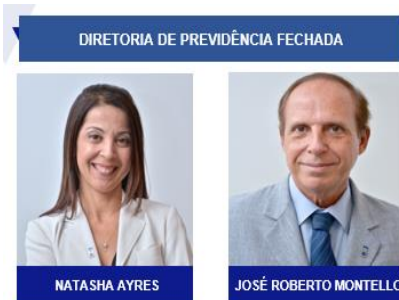 DIRETORIA DE PREVIDÊNCIA FECHADA
NATASHA AYRES
JOSÉ ROBERTO MONTELLO